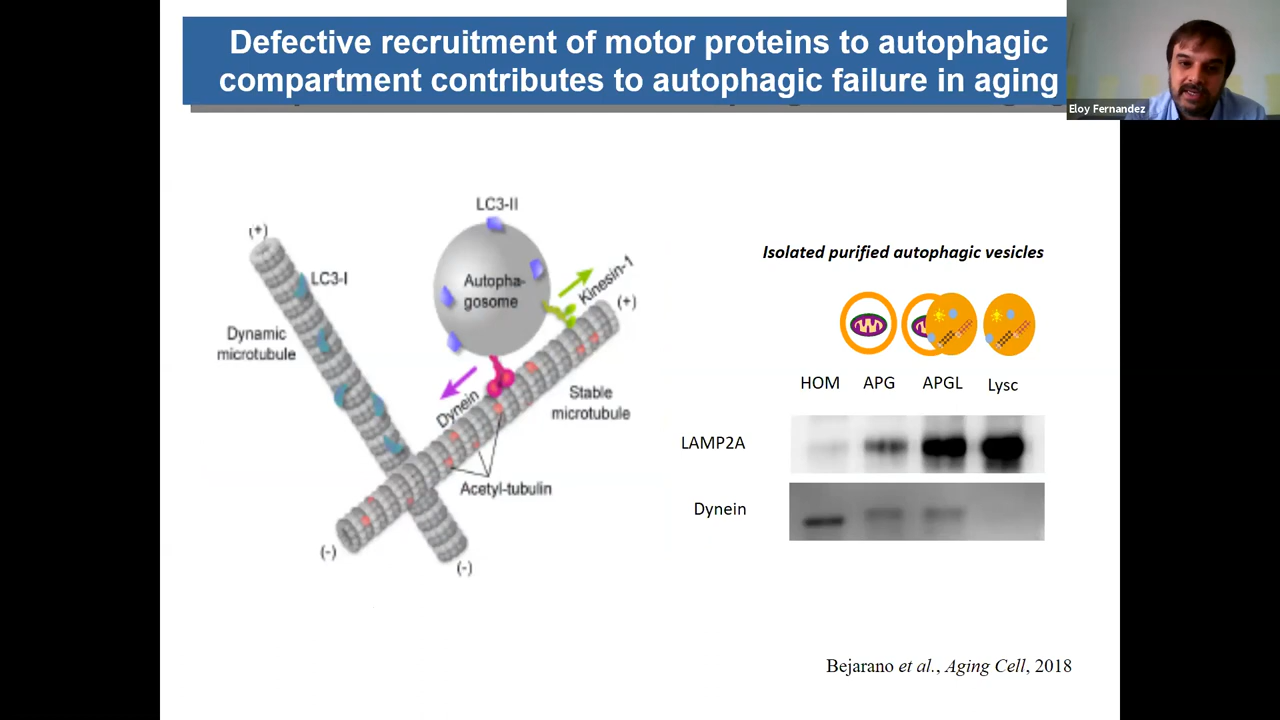 Defective recruitment of motor proteins to autophagic
compartment contributes to autophagic failure in aging
Eloy Fernandez
LC3-II
(+)
LC3-I
Autopha-
gosome
Kinesin-1
(+)
Dynamic
microtubule
Dynein
Stable
microtubule
Acetyl-tubulin
(-)
(-)
Isolated purified autophagic vesicles
HOM APG APGL Lysc
LAMP2A
Dynein
Bejarano et al., Aging Cell, 2018